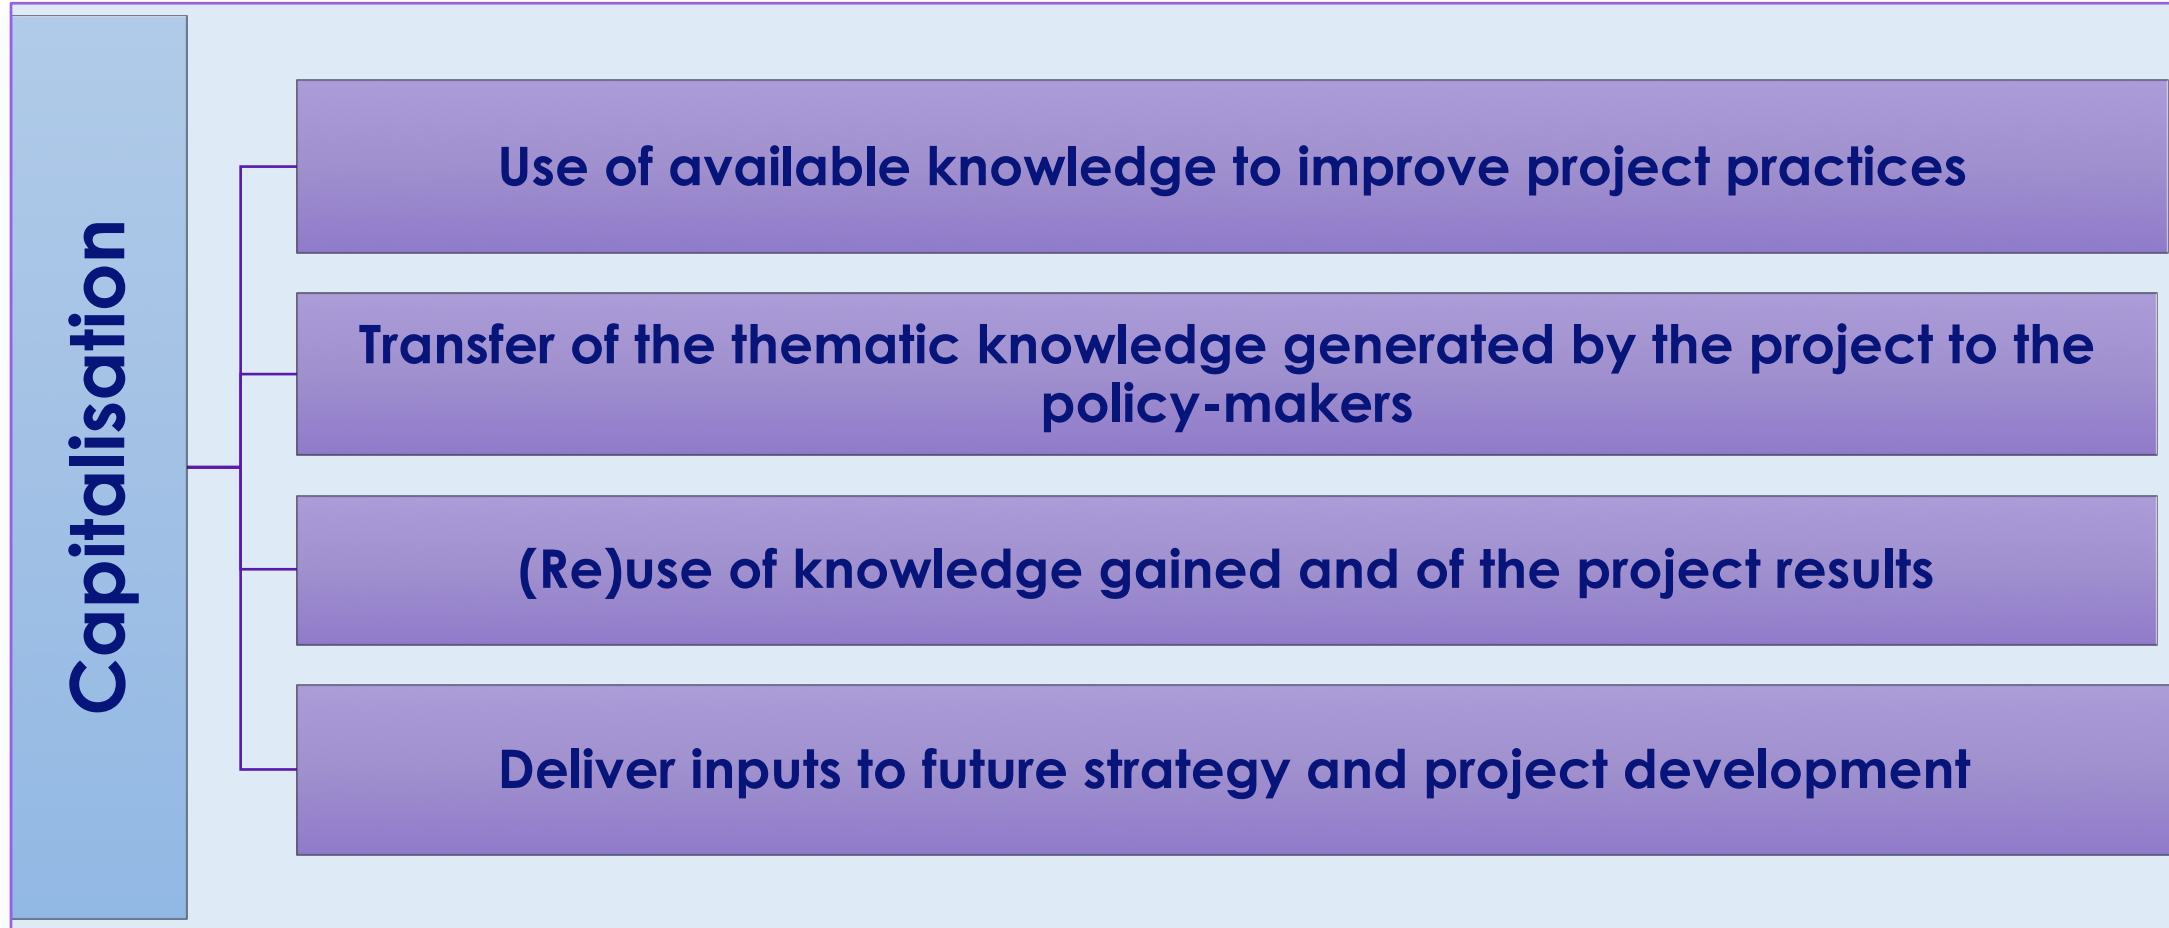 Capitalisation
Use of available knowledge to improve project practices
Transfer of the thematic knowledge generated by the project to the
policy-makers
(Re)use of knowledge gained and of the project results
Deliver inputs to future strategy and project development